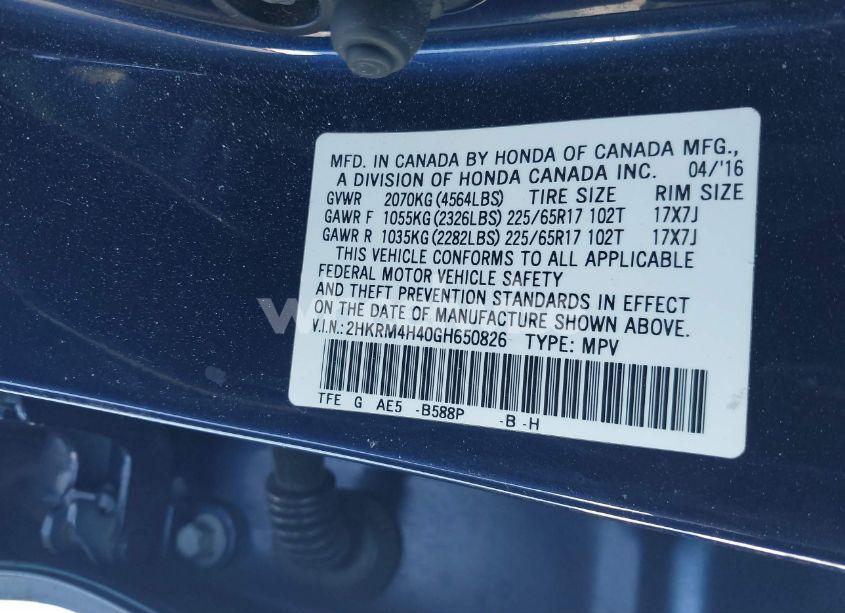 MFD. IN CANADA BY HONDA OF CANADA MFG.,
A DIVISION OF HONDA CANADA INC. 04/'16
GVWR 2070KG(4564LBS) TIRE SIZE RIM SIZE
GAWR F 1055KG(2326LBS) 225/65R17 102T 17X7J
GAWR R 1035KG(2282LBS) 225/65R17 102T 17X7J
THIS VEHICLE CONFORMS TO ALL APPLICABLE
FEDERAL MOTOR VEHICLE SAFETY
AND THEFT PREVENTION STANDARDS IN EFFECT
ON THE DATE OF MANUFACTURE SHOWN ABOVE.
V.I.N.:2HKRM4H40GH650826 TYPE: MPV
TFE G AE5 -B588P -B -H